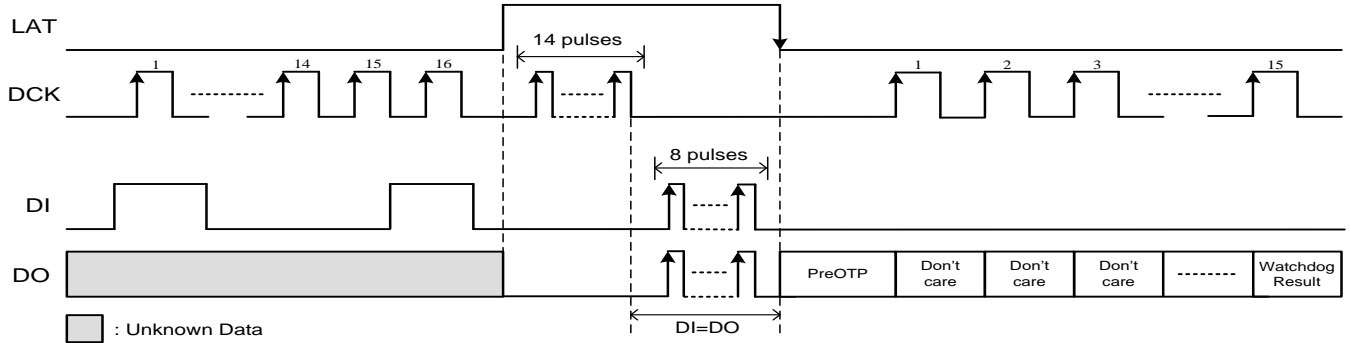 LAT
14 pulses
DCK
1
14
15
16
1
2
3
15
8 pulses
DI
DO
PreOTP
Don't
care
Don't
care
Don't
care
Watchdog
Result
DI=DO
: Unknown Data